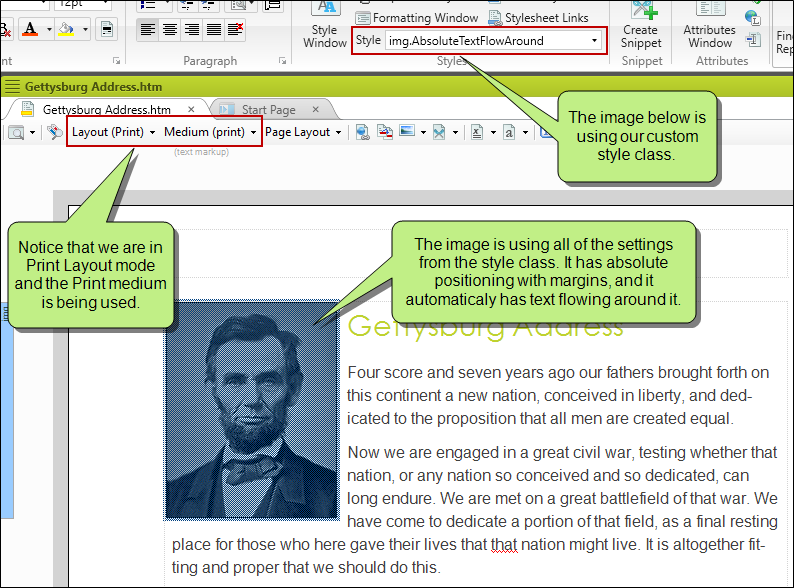 12pt
Formatting Window
Stylesheet Links
Style
Window
Style img.AbsoluteTextFlowAround
Create
Snippet
Attributes
Window
Paragraph
Styles
Snippet
Attributes
Gettysburg Address.htm
Gettysburg Address.htm
Start Page
Layout (Print)
Medium (print)
Page Layout
(text markup)
The image below is
using our custom
style class.
Notice that we are in
Print Layout mode
and the Print medium
is being used.
The image is using all of the settings
from the style class. It has absolute
positioning with margins, and it
automaticaly has text flowing around it.
Gettysburg Address
Four score and seven years ago our fathers brought forth on
this continent a new nation, conceived in liberty, and ded-
icated to the proposition that all men are created equal.
Now we are engaged in a great civil war, testing whether that
nation, or any nation so conceived and so dedicated, can
long endure. We are met on a great battlefield of that war. We
have come to dedicate a portion of that field, as a final resting
place for those who here gave their lives that that nation might live. It is altogether fit-
ting and proper that we should do this.